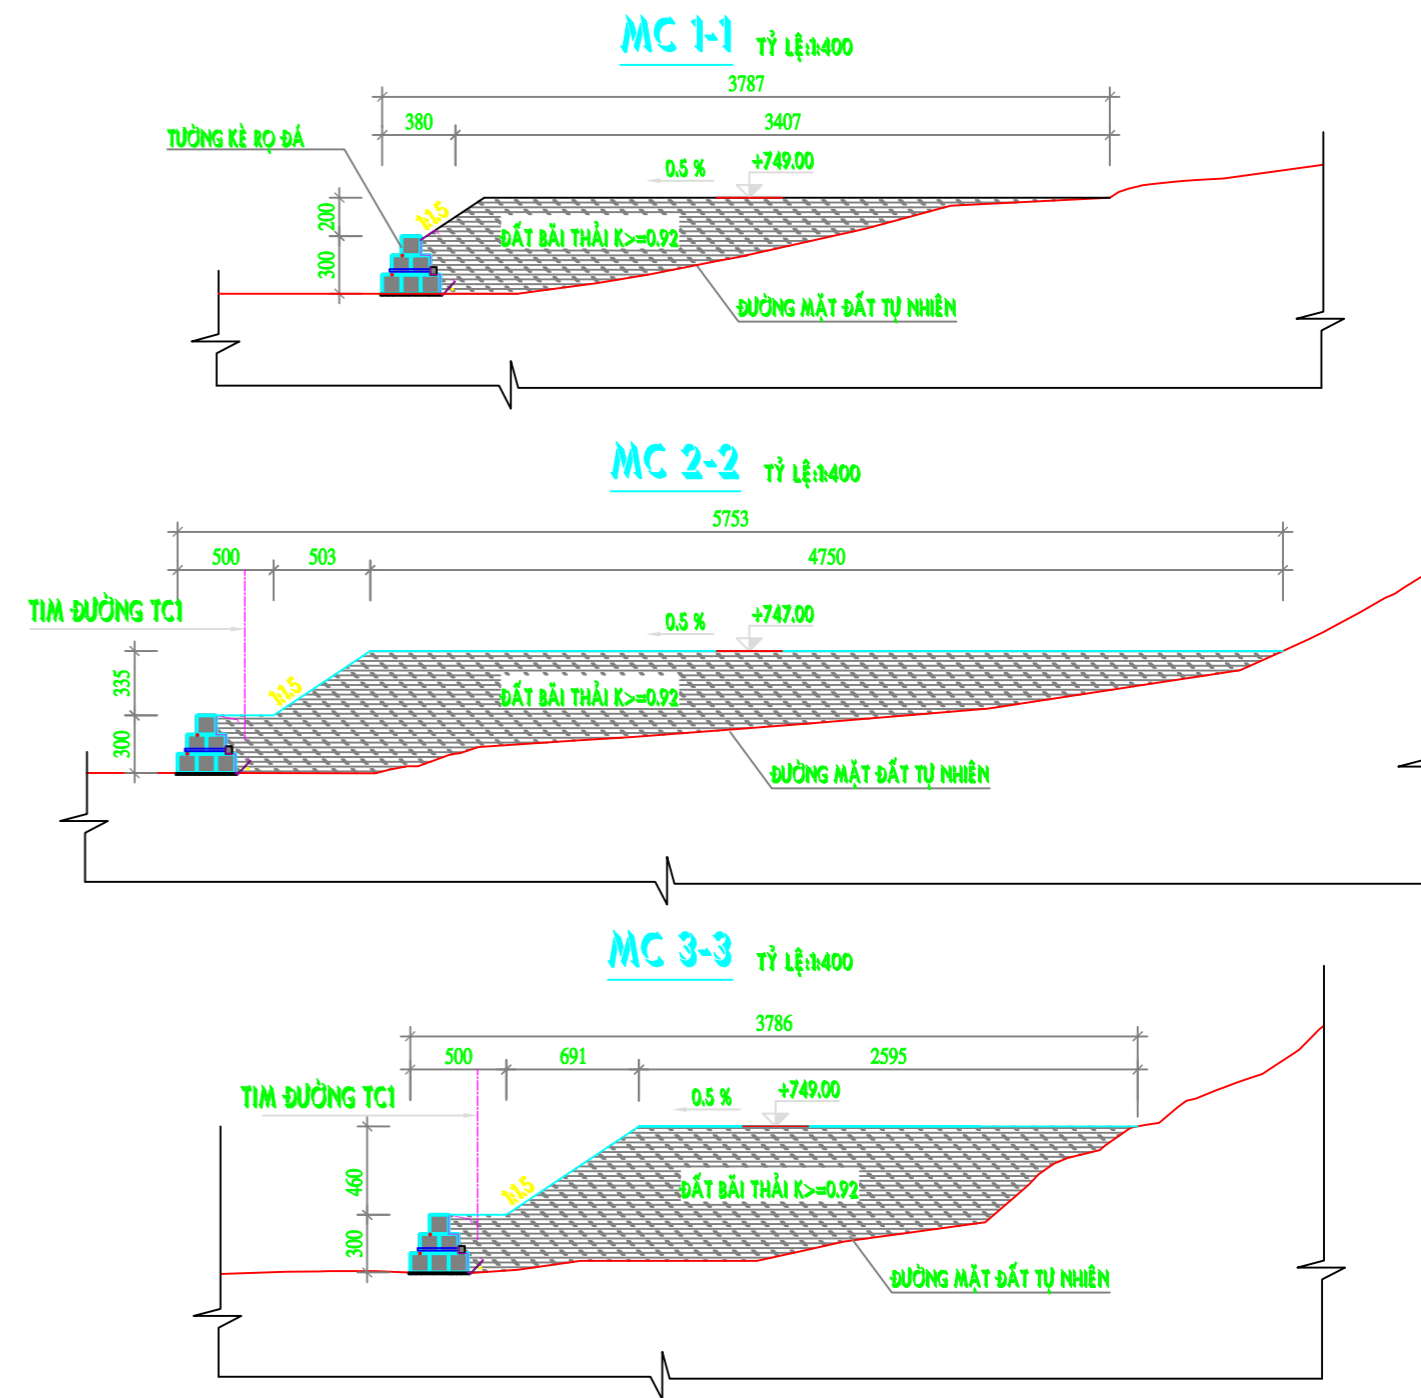 MC 1-1 TỶ LỆ:1:400
3787
380 3407
TƯỜNG KÈ RỌ ĐÁ
0.5 % +749.00
200
1:1.5
ĐẤT BÃI THẢI K>=0.92
300
ĐƯỜNG MẶT ĐẤT TỰ NHIÊN
MC 2-2 TỶ LỆ:1:400
5753
500 503 4750
TIM ĐƯỜNG TC1
0.5 % +747.00
335
1:1.5
ĐẤT BÃI THẢI K>=0.92
300
ĐƯỜNG MẶT ĐẤT TỰ NHIÊN
MC 3-3 TỶ LỆ:1:400
3786
500 691 2595
TIM ĐƯỜNG TC1
0.5 % +749.00
460
1:1.5
ĐẤT BÃI THẢI K>=0.92
300
ĐƯỜNG MẶT ĐẤT TỰ NHIÊN